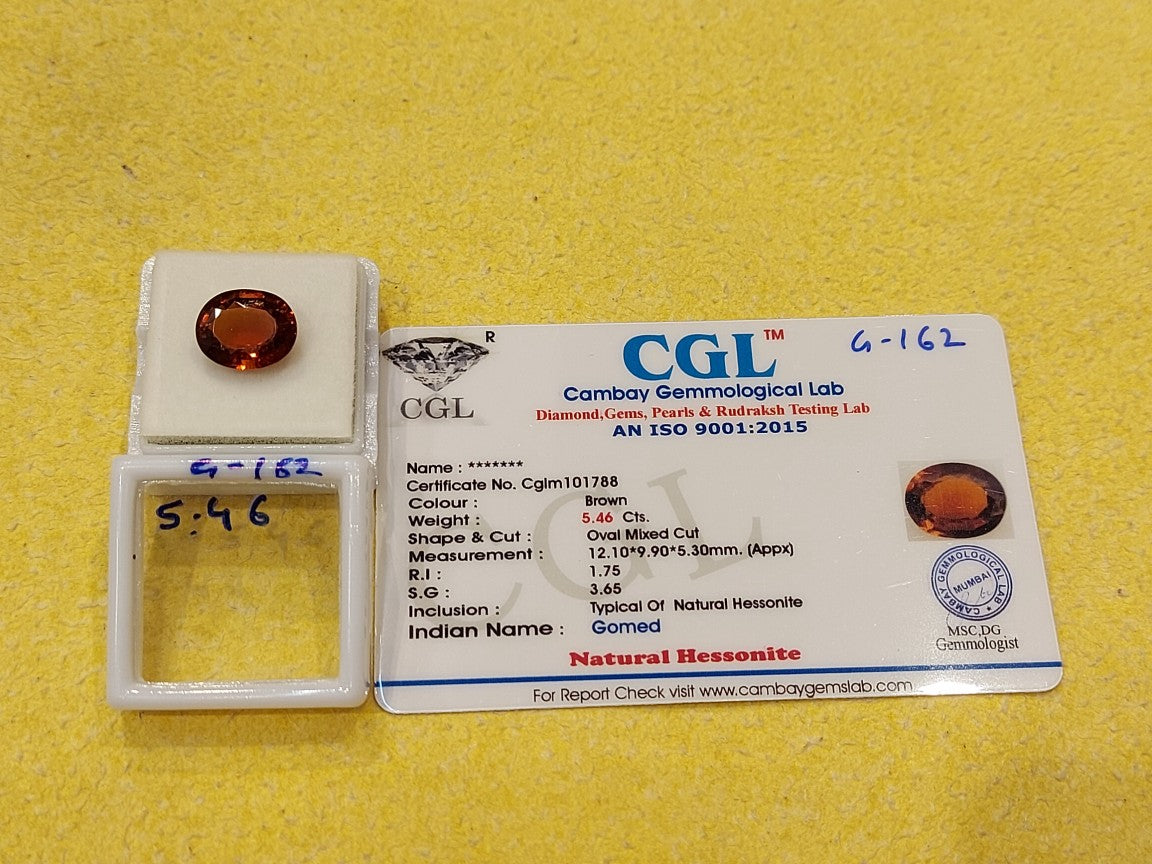 G-162
5.46
R
CGL
CGL™
G-162
Cambay Gemmological Lab
Diamond,Gems, Pearls & Rudraksh Testing Lab
AN ISO 9001:2015
Name : *******
Certificate No. Cglm101788
Colour : Brown
Weight : 5.46 Cts.
Shape & Cut : Oval Mixed Cut
Measurement : 12.10*9.90*5.30mm. (Appx)
R.I : 1.75
S.G : 3.65
Inclusion : Typical Of Natural Hessonite
Indian Name : Gomed
Natural Hessonite
CAMBAY GEMMOLOGICAL LAB
MUMBAI
MSC,DG
Gemmologist
For Report Check visit www.cambaygemslab.com